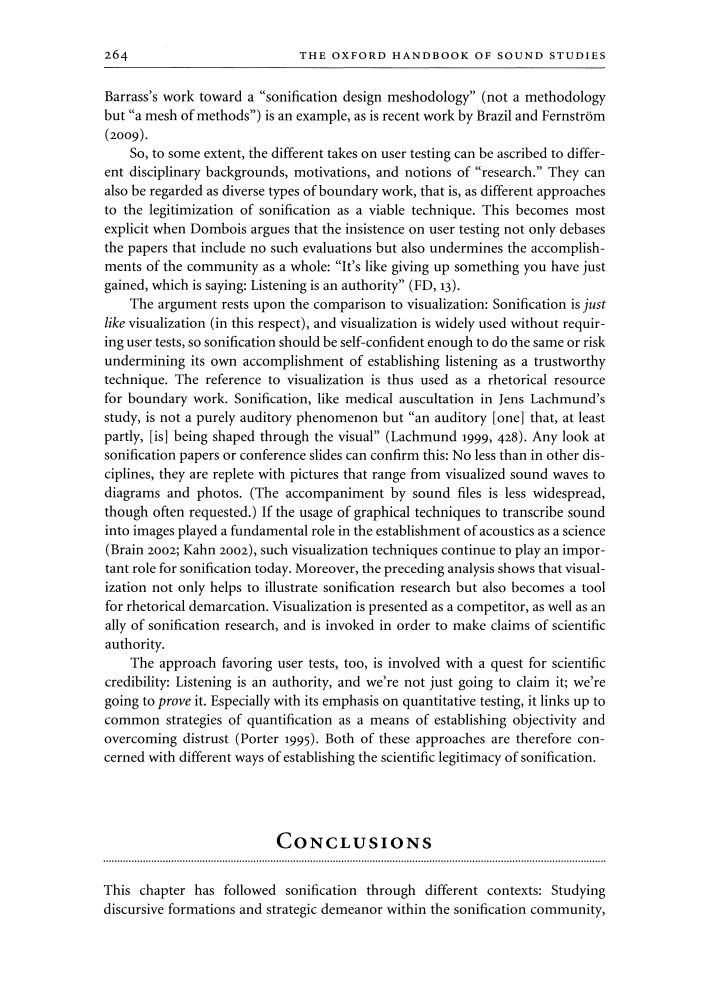 264
THE OXFORD HANDBOOK OF SOUND STUDIES
Barrass’s work toward a “sonification design meshodology” (not a methodology
but “a mesh of methods”) is an example, as is recent work by Brazil and Fernström
(2009).
So, to some extent, the different takes on user testing can be ascribed to differ-
ent disciplinary backgrounds, motivations, and notions of “research.” They can
also be regarded as diverse types of boundary work, that is, as different approaches
to the legitimization of sonification as a viable technique. This becomes most
explicit when Dombois argues that the insistence on user testing not only debases
the papers that include no such evaluations but also undermines the accomplish-
ments of the community as a whole: “It’s like giving up something you have just
gained, which is saying: Listening is an authority” (FD, 13).
The argument rests upon the comparison to visualization: Sonification is just
like visualization (in this respect), and visualization is widely used without requir-
ing user tests, so sonification should be self-confident enough to do the same or risk
undermining its own accomplishment of establishing listening as a trustworthy
technique. The reference to visualization is thus used as a rhetorical resource
for boundary work. Sonification, like medical auscultation in Jens Lachmund’s
study, is not a purely auditory phenomenon but “an auditory [one] that, at least
partly, [is] being shaped through the visual” (Lachmund 1999, 428). Any look at
sonification papers or conference slides can confirm this: No less than in other dis-
ciplines, they are replete with pictures that range from visualized sound waves to
diagrams and photos. (The accompaniment by sound files is less widespread,
though often requested.) If the usage of graphical techniques to transcribe sound
into images played a fundamental role in the establishment of acoustics as a science
(Brain 2002; Kahn 2002), such visualization techniques continue to play an impor-
tant role for sonification today. Moreover, the preceding analysis shows that visual-
ization not only helps to illustrate sonification research but also becomes a tool
for rhetorical demarcation. Visualization is presented as a competitor, as well as an
ally of sonification research, and is invoked in order to make claims of scientific
authority.
The approach favoring user tests, too, is involved with a quest for scientific
credibility: Listening is an authority, and we’re not just going to claim it; we’re
going to prove it. Especially with its emphasis on quantitative testing, it links up to
common strategies of quantification as a means of establishing objectivity and
overcoming distrust (Porter 1995). Both of these approaches are therefore con-
cerned with different ways of establishing the scientific legitimacy of sonification.
CONCLUSIONS
This chapter has followed sonification through different contexts: Studying
discursive formations and strategic demeanor within the sonification community,